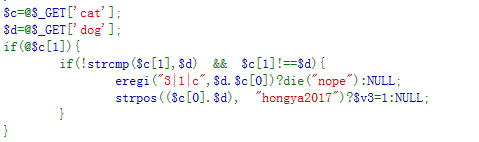 $c=@$_GET['cat'];
$d=@$_GET['dog'];
if(@$c[1]){
        if(!strcmp($c[1],$d)  &&  $c[1]!==$d){
                eregi("3|1|c",$d.$c[0])?die("nope"):NULL;
                strpos(($c[0].$d), "hongya2017")?$v3=1:NULL;
        }
}